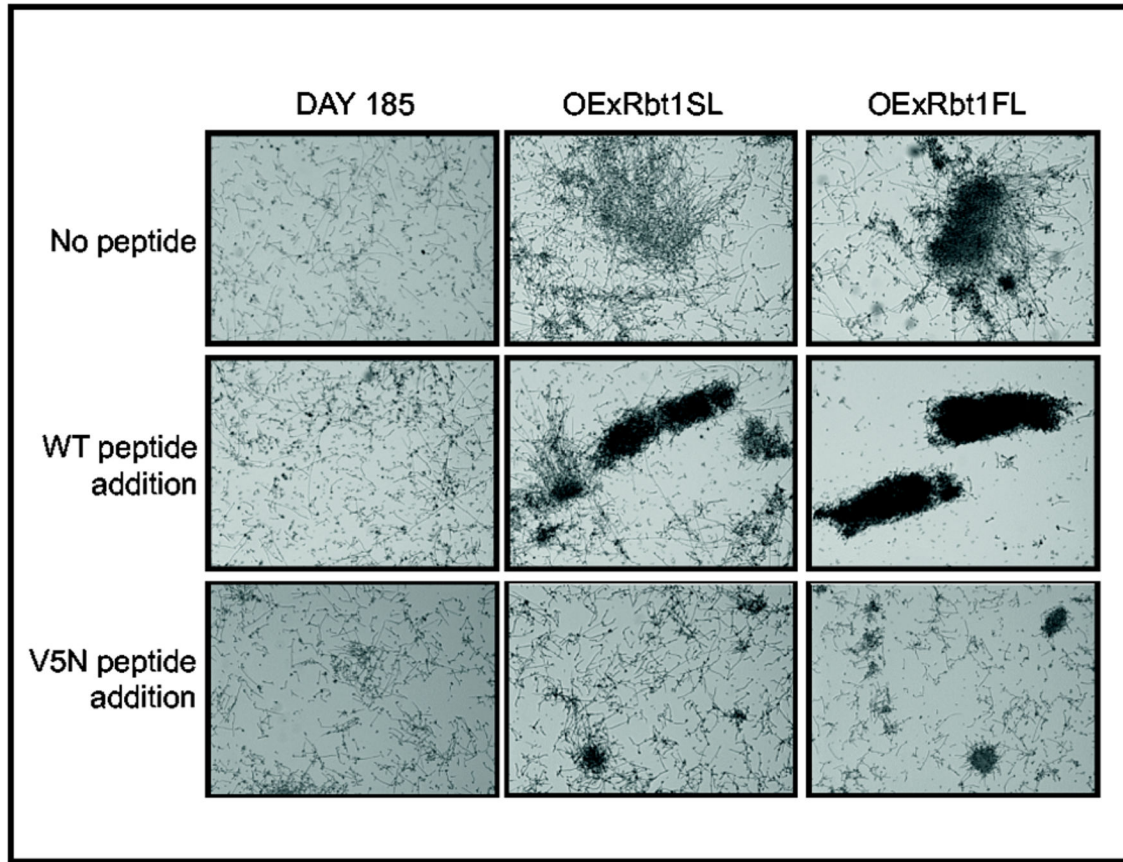 DAY 185
OExRbt1SL
OExRbt1FL
No peptide
WT peptide
addition
V5N peptide
addition